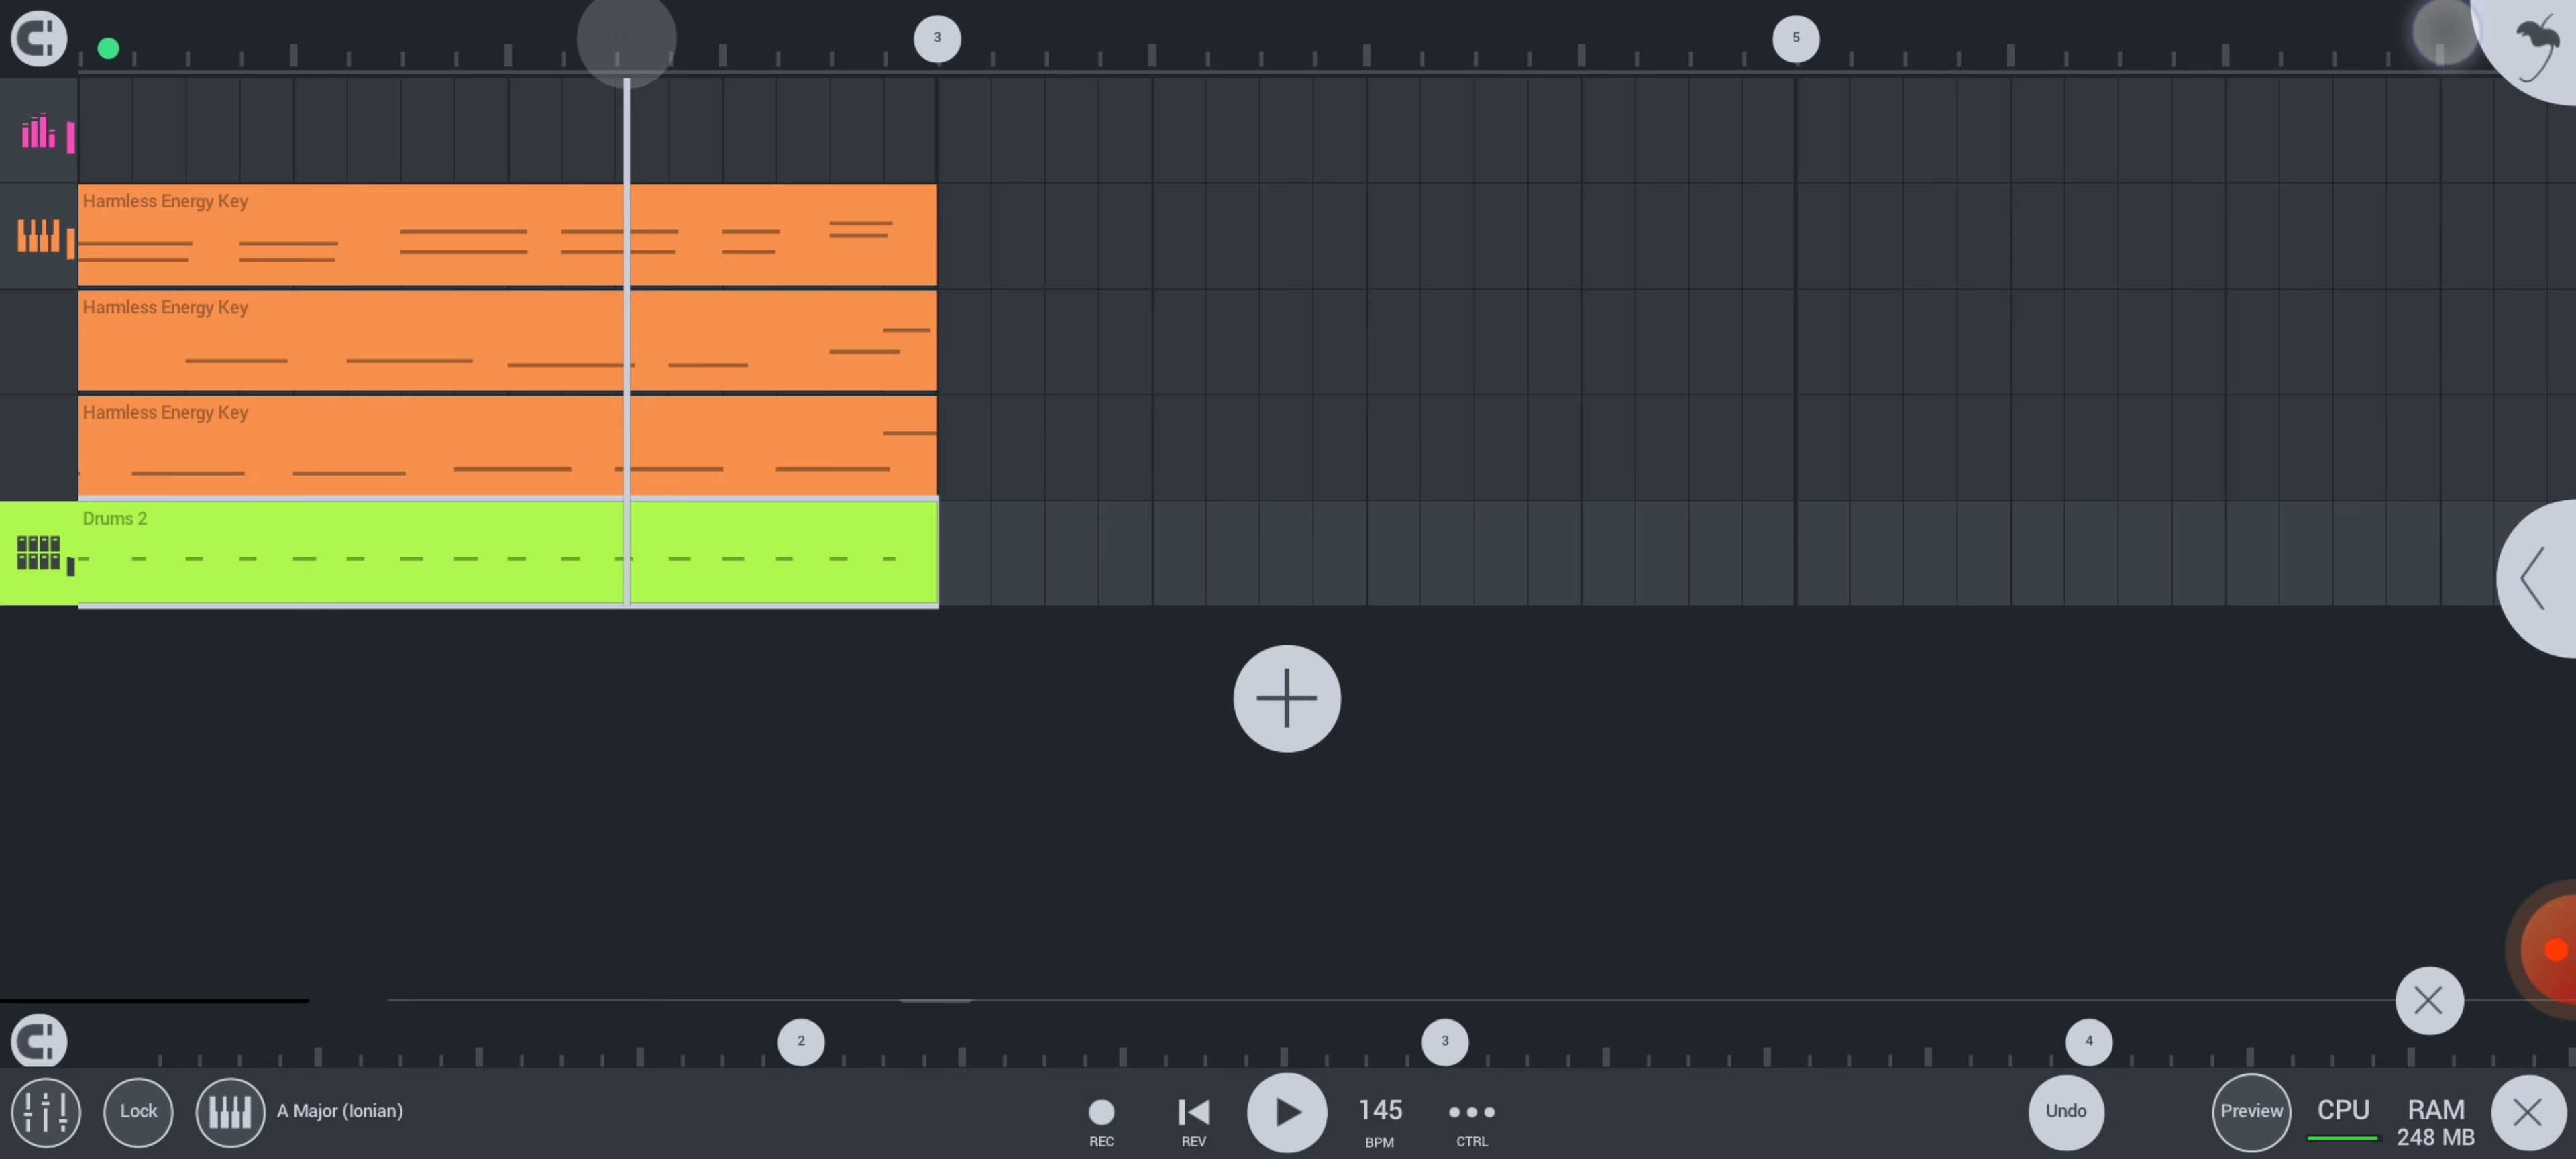 3
5
Harmless Energy Key
Harmless Energy Key
Harmless Energy Key
Drums 2
2
3
4
Lock
A Major (Ionian)
REC
REV
145
BPM
CTRL
Undo
Preview
CPU
RAM
248 MB